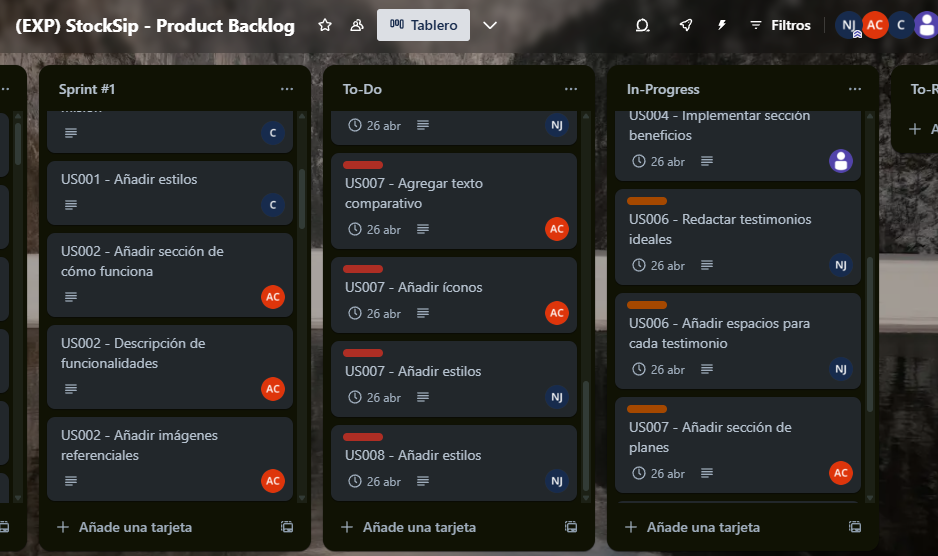 (EXP) StockSip - Product Backlog
Tablero
Filtros
NJ
AC
C
Sprint #1
C
US001 - Añadir estilos
C
US002 - Añadir sección de
cómo funciona
AC
US002 - Descripción de
funcionalidades
AC
US002 - Añadir imágenes
referenciales
AC
Añade una tarjeta
To-Do
26 abr
NJ
US007 - Agregar texto
comparativo
26 abr
AC
US007 - Añadir íconos
26 abr
AC
US007 - Añadir estilos
26 abr
NJ
US008 - Añadir estilos
26 abr
NJ
Añade una tarjeta
In-Progress
US004 - Implementar sección
beneficios
26 abr
US006 - Redactar testimonios
ideales
26 abr
NJ
US006 - Añadir espacios para
cada testimonio
26 abr
NJ
US007 - Añadir sección de
planes
26 abr
AC
Añade una tarjeta
To-R
A